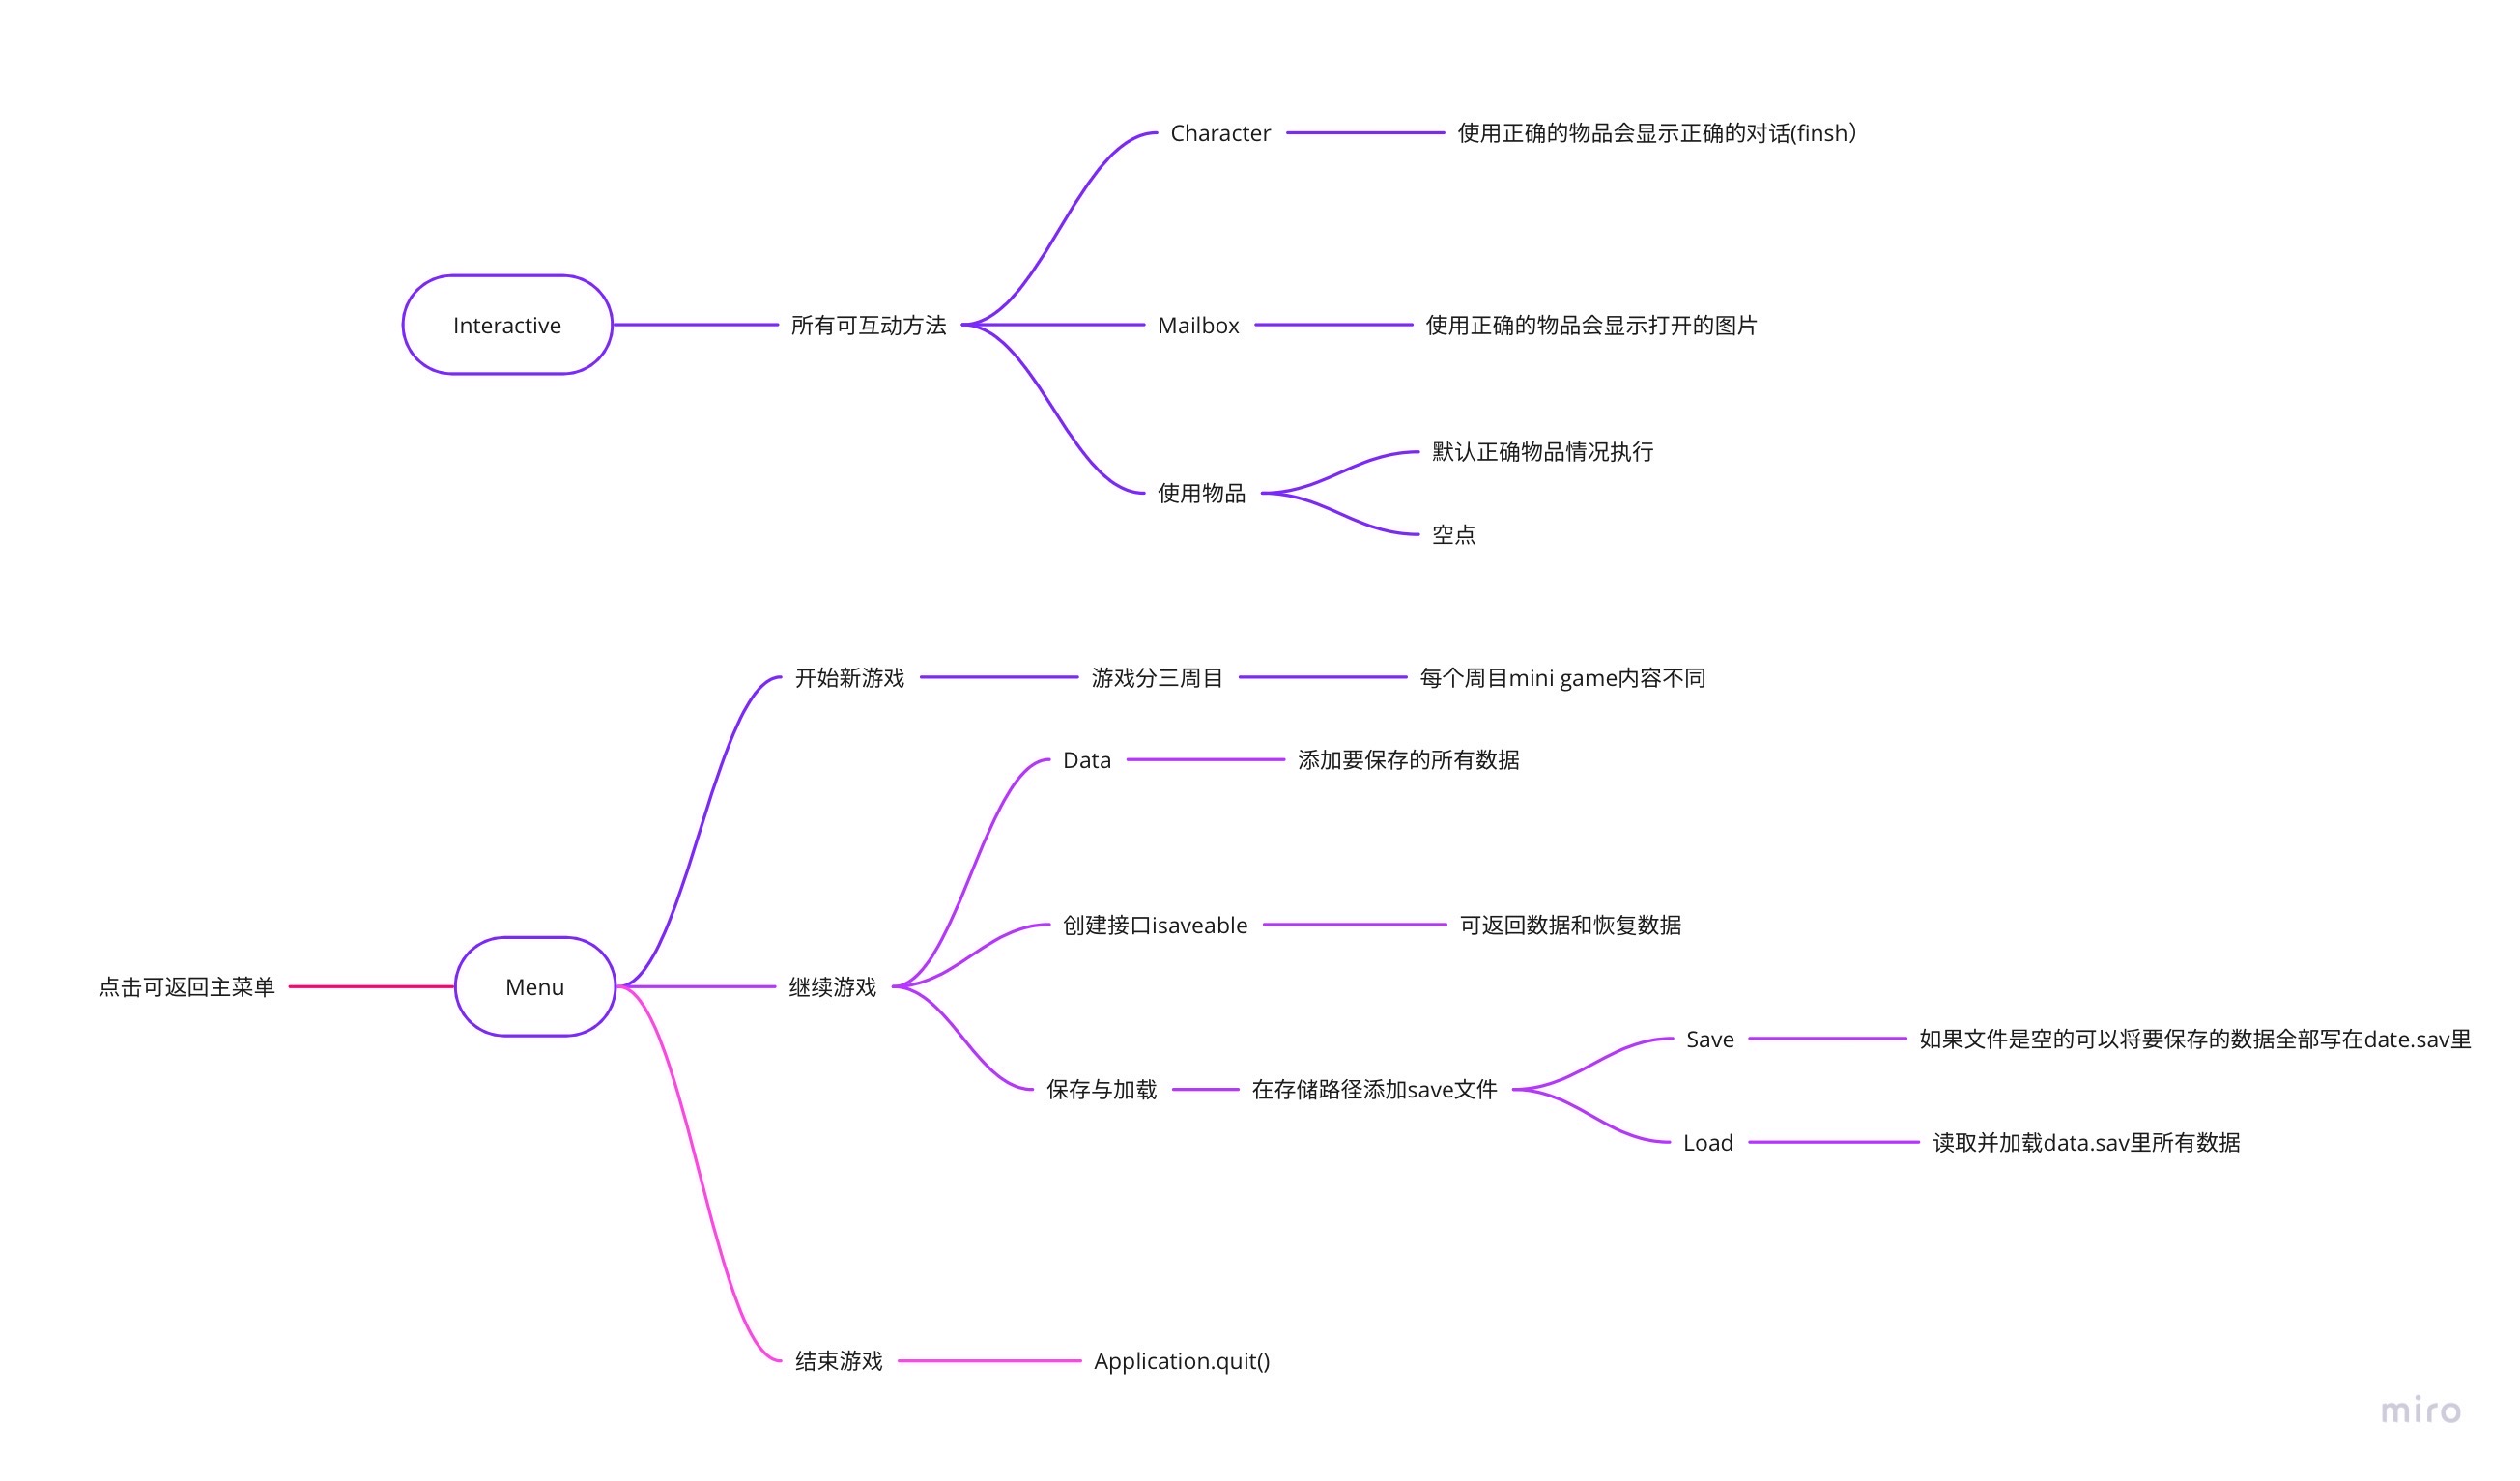 Character
使用正确的物品会显示正确的对话(finsh）
Interactive
所有可互动方法
Mailbox
使用正确的物品会显示打开的图片
使用物品
默认正确物品情况执行
空点
开始新游戏
游戏分三周目
每个周目mini game内容不同
Data
添加要保存的所有数据
创建接口isaveable
可返回数据和恢复数据
点击可返回主菜单
Menu
继续游戏
保存与加载
在存储路径添加save文件
Save
如果文件是空的可以将要保存的数据全部写在date.sav里
Load
读取并加载data.sav里所有数据
结束游戏
Application.quit()
miro